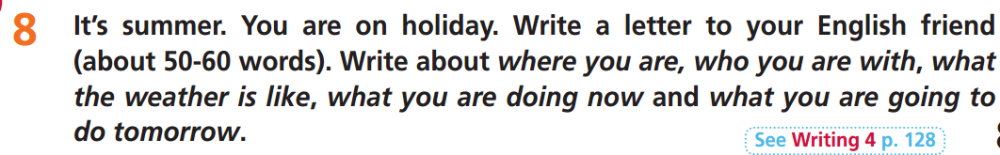 8 It's summer. You are on holiday. Write a letter to your English friend
(about 50-60 words). Write about where you are, who you are with, what
the weather is like, what you are doing now and what you are going to
do tomorrow.
See Writing 4 p. 128